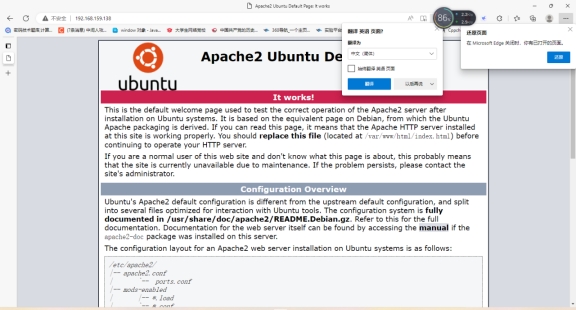 Apache2 Ubuntu Default Page: It works
不安全 | 192.168.159.138
翻译 英语 页面?
翻译为
中文 (简体)
始终翻译 英语 页面
翻译
以后再说
86
还原页面
在 Microsoft Edge 关闭时，你有已打开的页面。
还原
ubuntu
Apache2 Ubuntu De
It works!
This is the default welcome page used to test the correct operation of the Apache2 server after
installation on Ubuntu systems. It is based on the equivalent page on Debian, from which the Ubuntu
Apache packaging is derived. If you can read this page, it means that the Apache HTTP server installed
at this site is working properly. You should replace this file (located at /var/www/html/index.html) before
continuing to operate your HTTP server.
If you are a normal user of this web site and don't know what this page is about, this probably means
that the site is currently unavailable due to maintenance. If the problem persists, please contact the
site's administrator.
Configuration Overview
Ubuntu's Apache2 default configuration is different from the upstream default configuration, and split
into several files optimized for interaction with Ubuntu tools. The configuration system is fully
documented in /usr/share/doc/apache2/README.Debian.gz. Refer to this for the full
documentation. Documentation for the web server itself can be found by accessing the manual if the
apache2-doc package was installed on this server.
The configuration layout for an Apache2 web server installation on Ubuntu systems is as follows:
/etc/apache2/
|-- apache2.conf
|   `-- ports.conf
|-- mods-enabled
|   |-- *.load
|   `-- *.conf